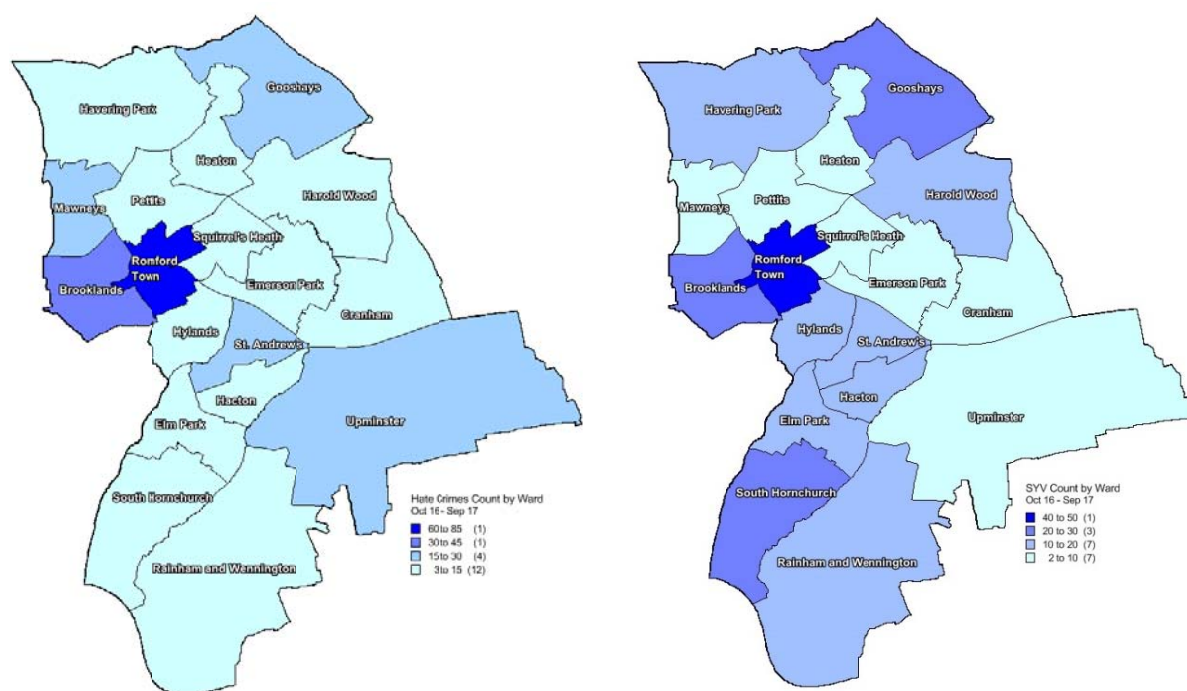 Gooshays
Havering Park
Heaton
Harold Wood
Pettits
Mawneys
Squirrel's Heath
Romford
Town
Emerson Park
Brooklands
Cranham
Hylands
St. Andrew's
Hacton
Elm Park
Upminster
South Hornchurch
Rainham and Wennington
Hate Crimes Count by Ward
Oct 16 - Sep 17
60 to 85 (1)
30 to 45 (1)
15 to 30 (4)
3 to 15 (12)
Gooshays
Havering Park
Heaton
Harold Wood
Pettits
Mawneys
Squirrel's Heath
Romford
Town
Emerson Park
Brooklands
Cranham
Hylands
St. Andrew's
Hacton
Elm Park
Upminster
South Hornchurch
Rainham and Wennington
SYV Count by Ward
Oct 16 - Sep 17
40 to 50 (1)
20 to 30 (3)
10 to 20 (7)
2 to 10 (7)